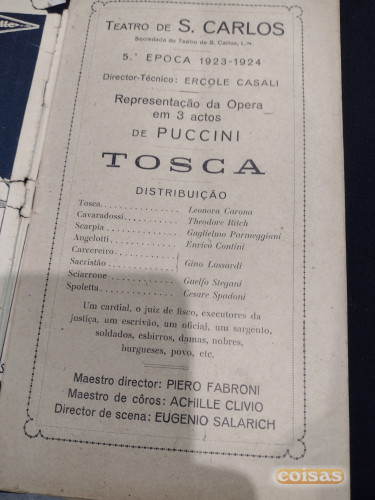 TEATRO DE S. CARLOS
Sociedade do Teatro de S. Carlos, L.da
5.ª EPOCA 1923-1924
Director-Técnico: ERCOLE CASALI
Representação da Opera
em 3 actos
DE PUCCINI
TOSCA
DISTRIBUIÇÃO
Tosca. . . . . . . . . . . . . . Leonora Carona
Cavaradossi. . . . . . . . . . Theodore Ritch
Scarpia . . . . . . . . . . . . . Gaglielmo Parmeggiani
Angelotti . . . . . . . . . . . . Enrico Contini
Carcereiro . . . . . . . . . . .
Sacristão . . . . . . . . . . . . Gino Lussardi
Sciarrone . . . . . . . . . . . Guelfo Stegani
Spoletta . . . . . . . . . . . . Cesare Spadoni
Um cardial, o juiz de fisco, executores da
justiça, um escrivão, um oficial, um sargento,
soldados, esbirros, damas, nobres,
burgueses, povo, etc.
Maestro director: PIERO FABRONI
Maestro de córos: ACHILLE CLIVIO
Director de scena: EUGENIO SALARICH
coisas